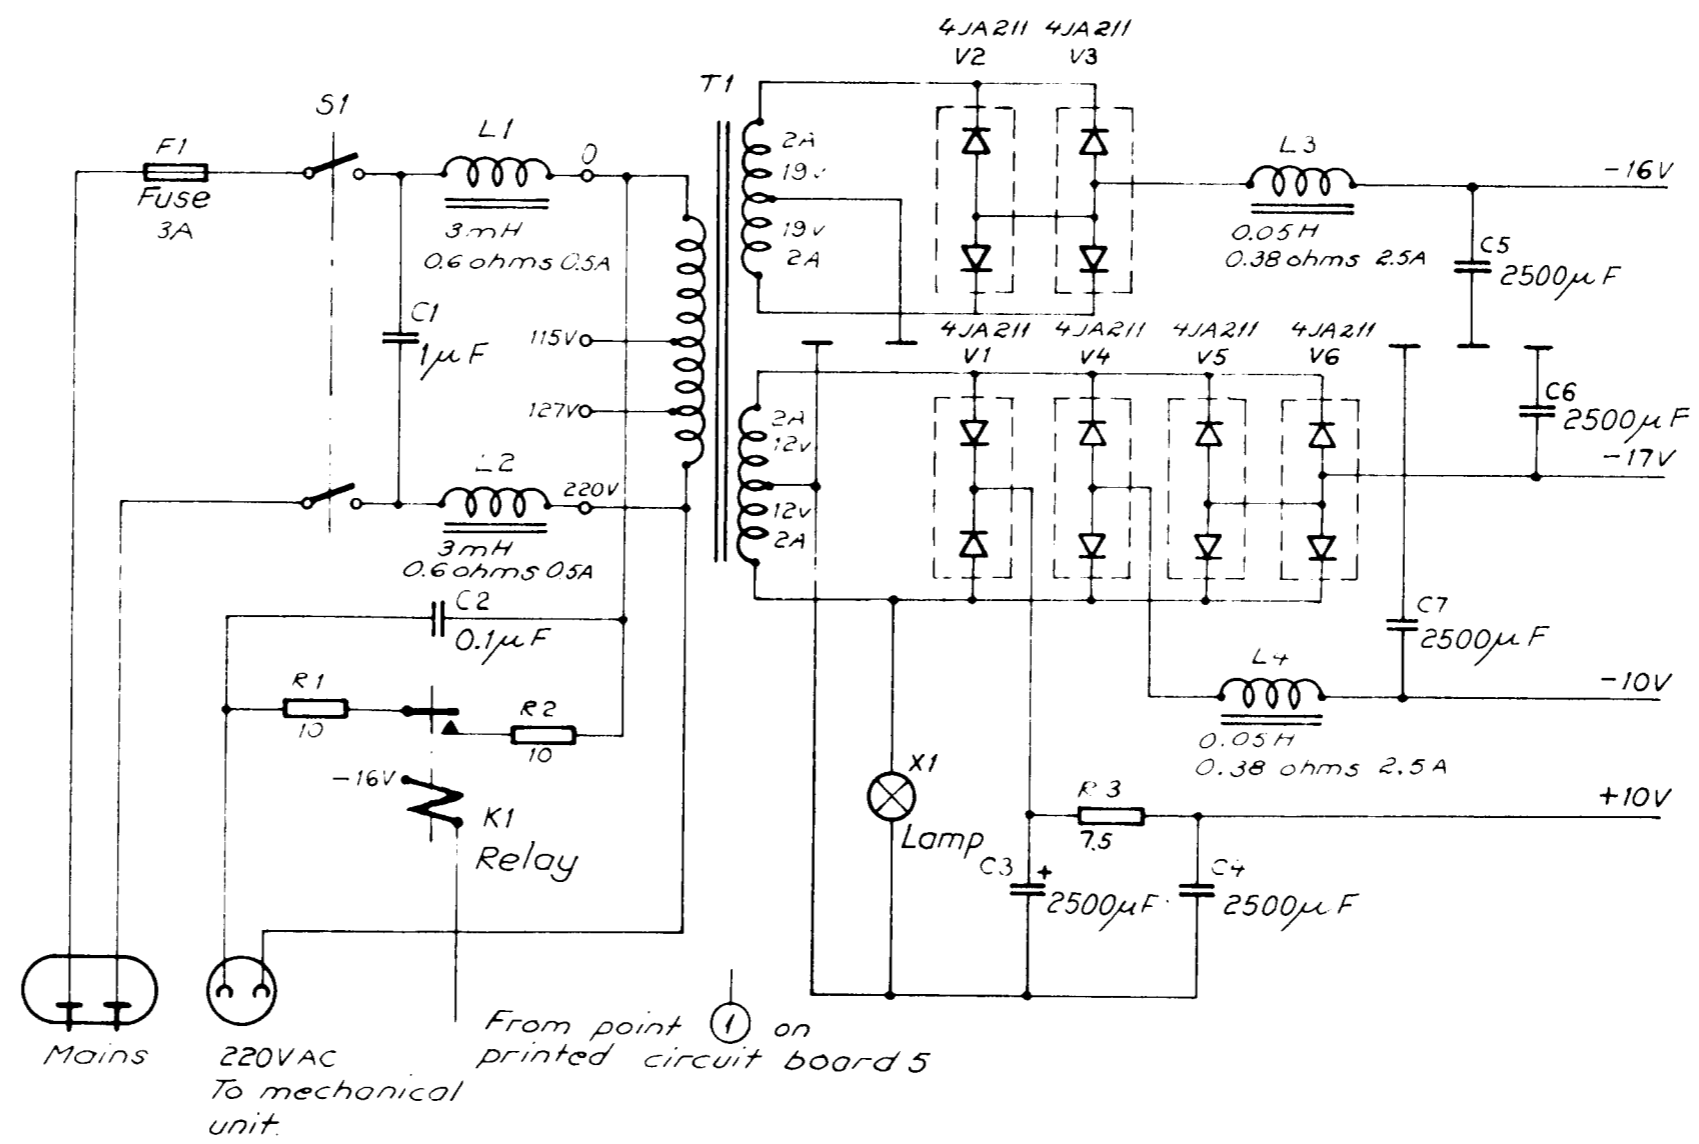 4JA211 4JA211
V2 V3
T1
S1
F1
Fuse
3A
L1
3mH
0.6 ohms 0.5A
0
2A
19v
19v
2A
L3
0.05H
0.38 ohms 2.5A
-16V
C5
2500μF
C1
1μF
115V
127V
4JA211 4JA211 4JA211 4JA211
V1 V4 V5 V6
C6
2500μF
-17V
2A
12v
12v
2A
L2
220V
3mH
0.6 ohms 0.5A
C2
0.1μF
C7
2500μF
L4
-10V
0.05H
0.38 ohms 2.5A
R1
10
R2
10
-16V
K1
Relay
X1
Lamp
R3
7.5
+10V
C3 +
2500μF
C4
2500μF
Mains
220V AC
To mechanical
unit.
From point 1 on
printed circuit board 5